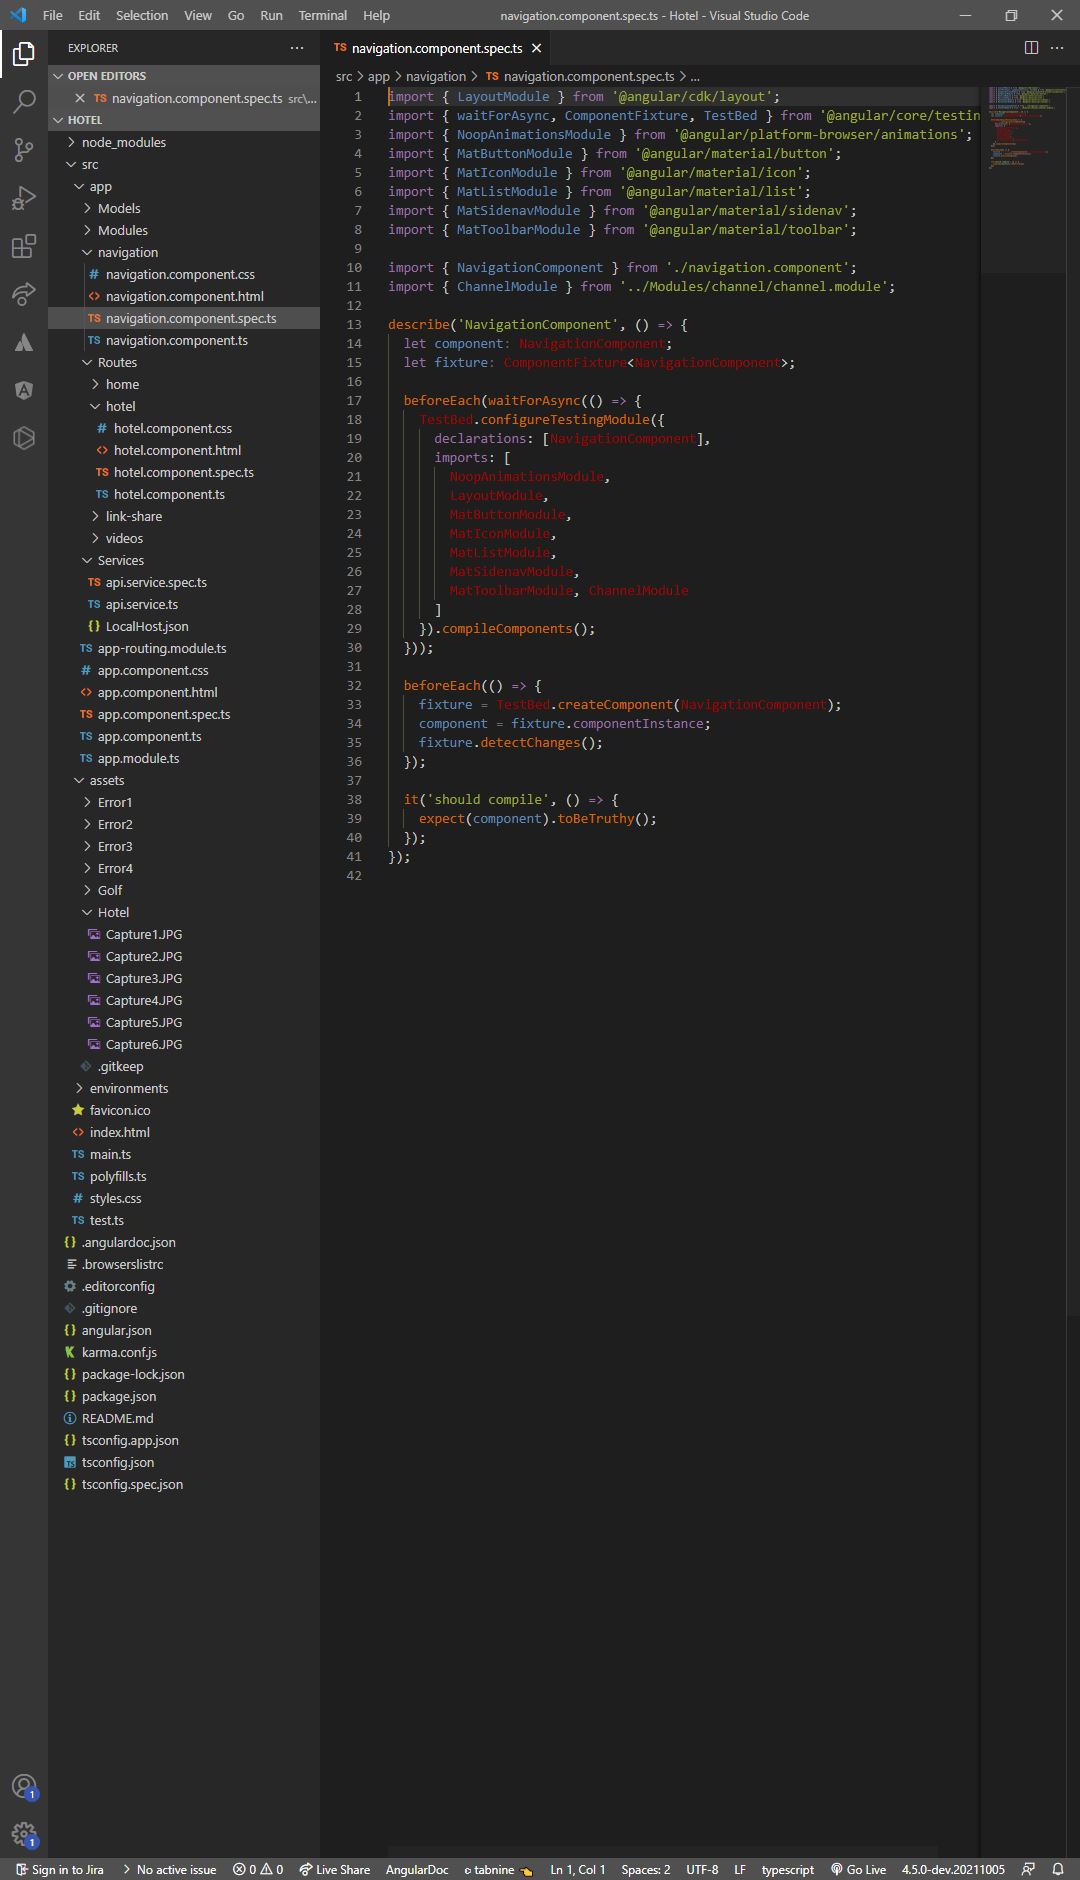 File Edit Selection View Go Run Terminal Help navigation.component.spec.ts - Hotel - Visual Studio Code
EXPLORER
OPEN EDITORS
TS navigation.component.spec.ts src\...
HOTEL
node_modules
src
app
Models
Modules
navigation
# navigation.component.css
<> navigation.component.html
TS navigation.component.spec.ts
TS navigation.component.ts
Routes
home
hotel
# hotel.component.css
<> hotel.component.html
TS hotel.component.spec.ts
TS hotel.component.ts
link-share
videos
Services
TS api.service.spec.ts
TS api.service.ts
{} LocalHost.json
TS app-routing.module.ts
# app.component.css
<> app.component.html
TS app.component.spec.ts
TS app.component.ts
TS app.module.ts
assets
Error1
Error2
Error3
Error4
Golf
Hotel
Capture1.JPG
Capture2.JPG
Capture3.JPG
Capture4.JPG
Capture5.JPG
Capture6.JPG
.gitkeep
environments
favicon.ico
<> index.html
TS main.ts
TS polyfills.ts
# styles.css
TS test.ts
{} .angulardoc.json
.browserslistrc
.editorconfig
.gitignore
{} angular.json
karma.conf.js
{} package-lock.json
{} package.json
README.md
{} tsconfig.app.json
TS tsconfig.json
{} tsconfig.spec.json
TS navigation.component.spec.ts
src > app > navigation > TS navigation.component.spec.ts > ...
1 import { LayoutModule } from '@angular/cdk/layout';
2 import { waitForAsync, ComponentFixture, TestBed } from '@angular/core/testin
3 import { NoopAnimationsModule } from '@angular/platform-browser/animations';
4 import { MatButtonModule } from '@angular/material/button';
5 import { MatIconModule } from '@angular/material/icon';
6 import { MatListModule } from '@angular/material/list';
7 import { MatSidenavModule } from '@angular/material/sidenav';
8 import { MatToolbarModule } from '@angular/material/toolbar';
9
10 import { NavigationComponent } from './navigation.component';
11 import { ChannelModule } from '../Modules/channel/channel.module';
12
13 describe('NavigationComponent', () => {
14 let component: NavigationComponent;
15 let fixture: ComponentFixture<NavigationComponent>;
16
17 beforeEach(waitForAsync(() => {
18 TestBed.configureTestingModule({
19 declarations: [NavigationComponent],
20 imports: [
21 NoopAnimationsModule,
22 LayoutModule,
23 MatButtonModule,
24 MatIconModule,
25 MatListModule,
26 MatSidenavModule,
27 MatToolbarModule, ChannelModule
28 ]
29 }).compileComponents();
30 }));
31
32 beforeEach(() => {
33 fixture = TestBed.createComponent(NavigationComponent);
34 component = fixture.componentInstance;
35 fixture.detectChanges();
36 });
37
38 it('should compile', () => {
39 expect(component).toBeTruthy();
40 });
41 });
42
1
1
Sign in to Jira No active issue 0 0 Live Share AngularDoc tabnine Ln 1, Col 1 Spaces: 2 UTF-8 LF typescript Go Live 4.5.0-dev.20211005